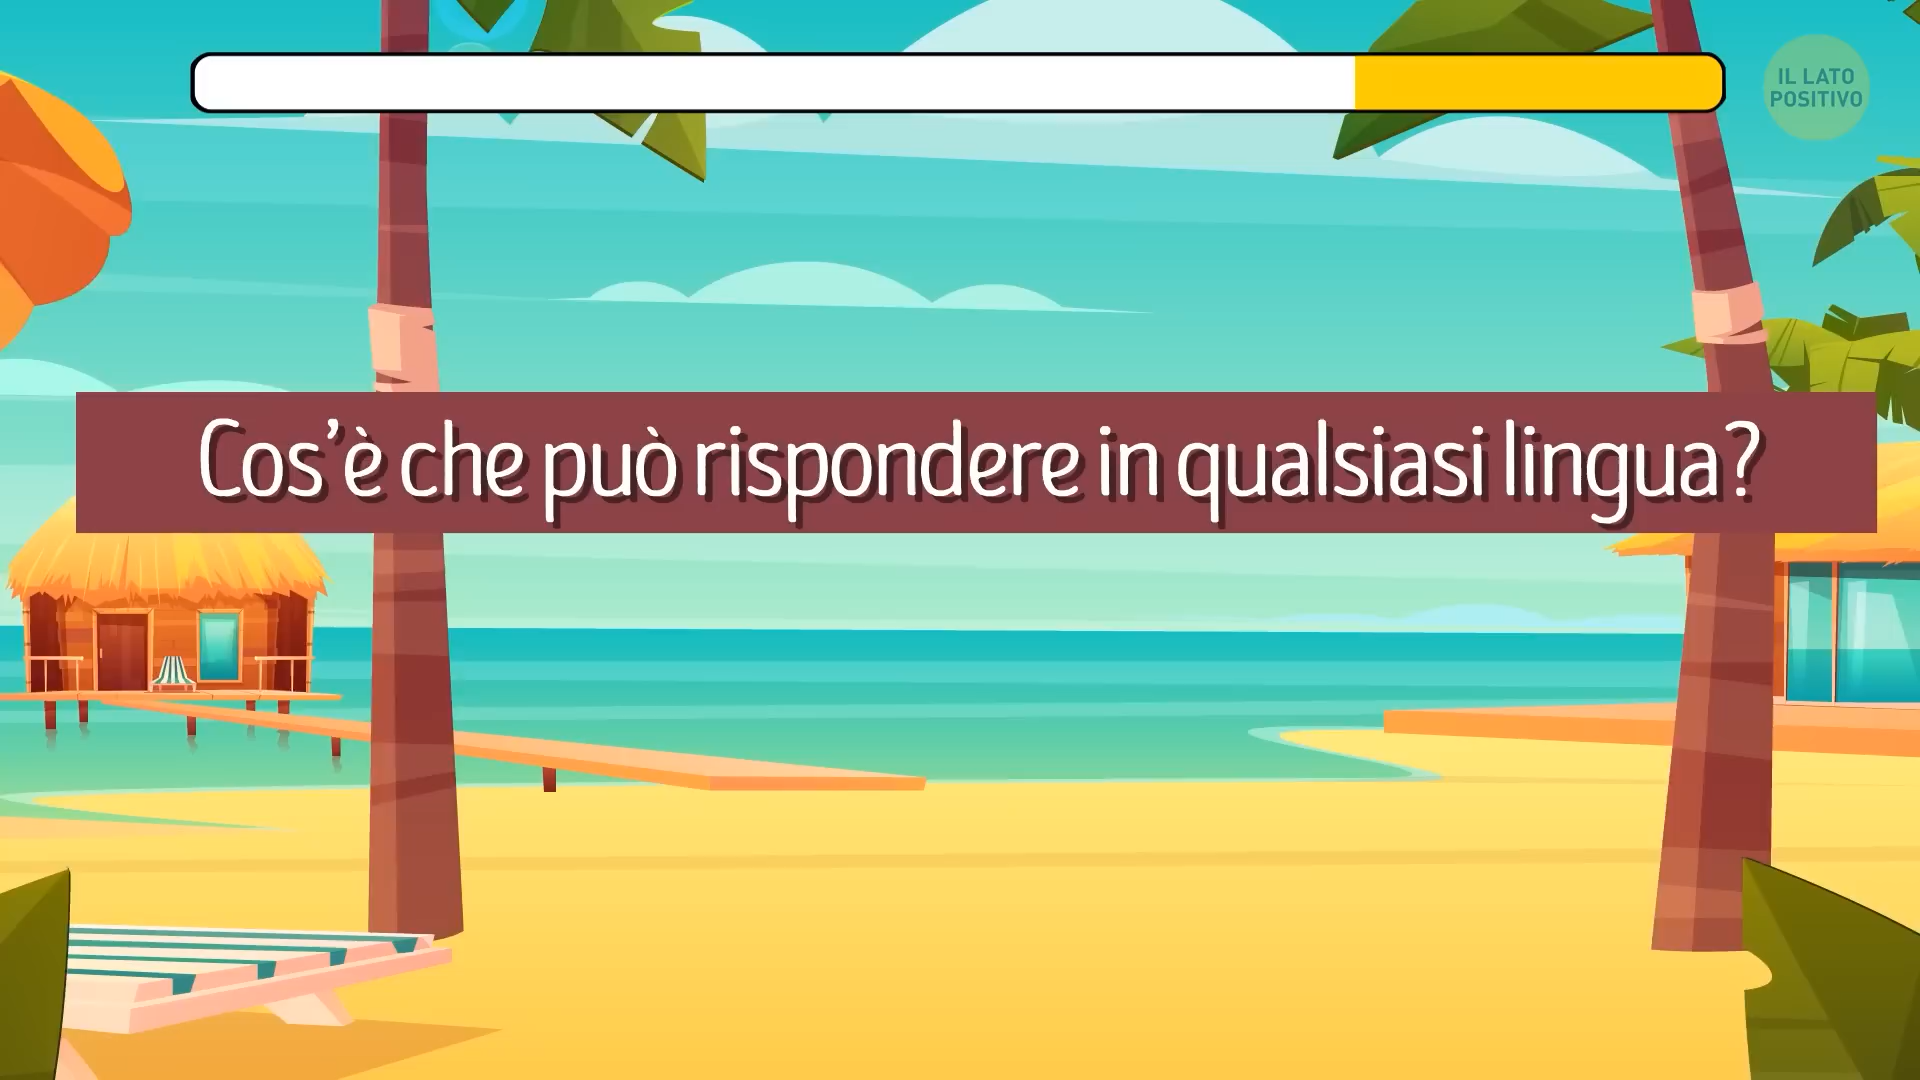 IL LATO
POSITIVO
Cos’è che può rispondere in qualsiasi lingua?